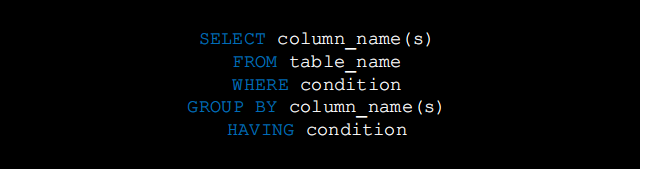 SELECT column_name(s)
FROM table_name
WHERE condition
GROUP BY column_name(s)
HAVING condition